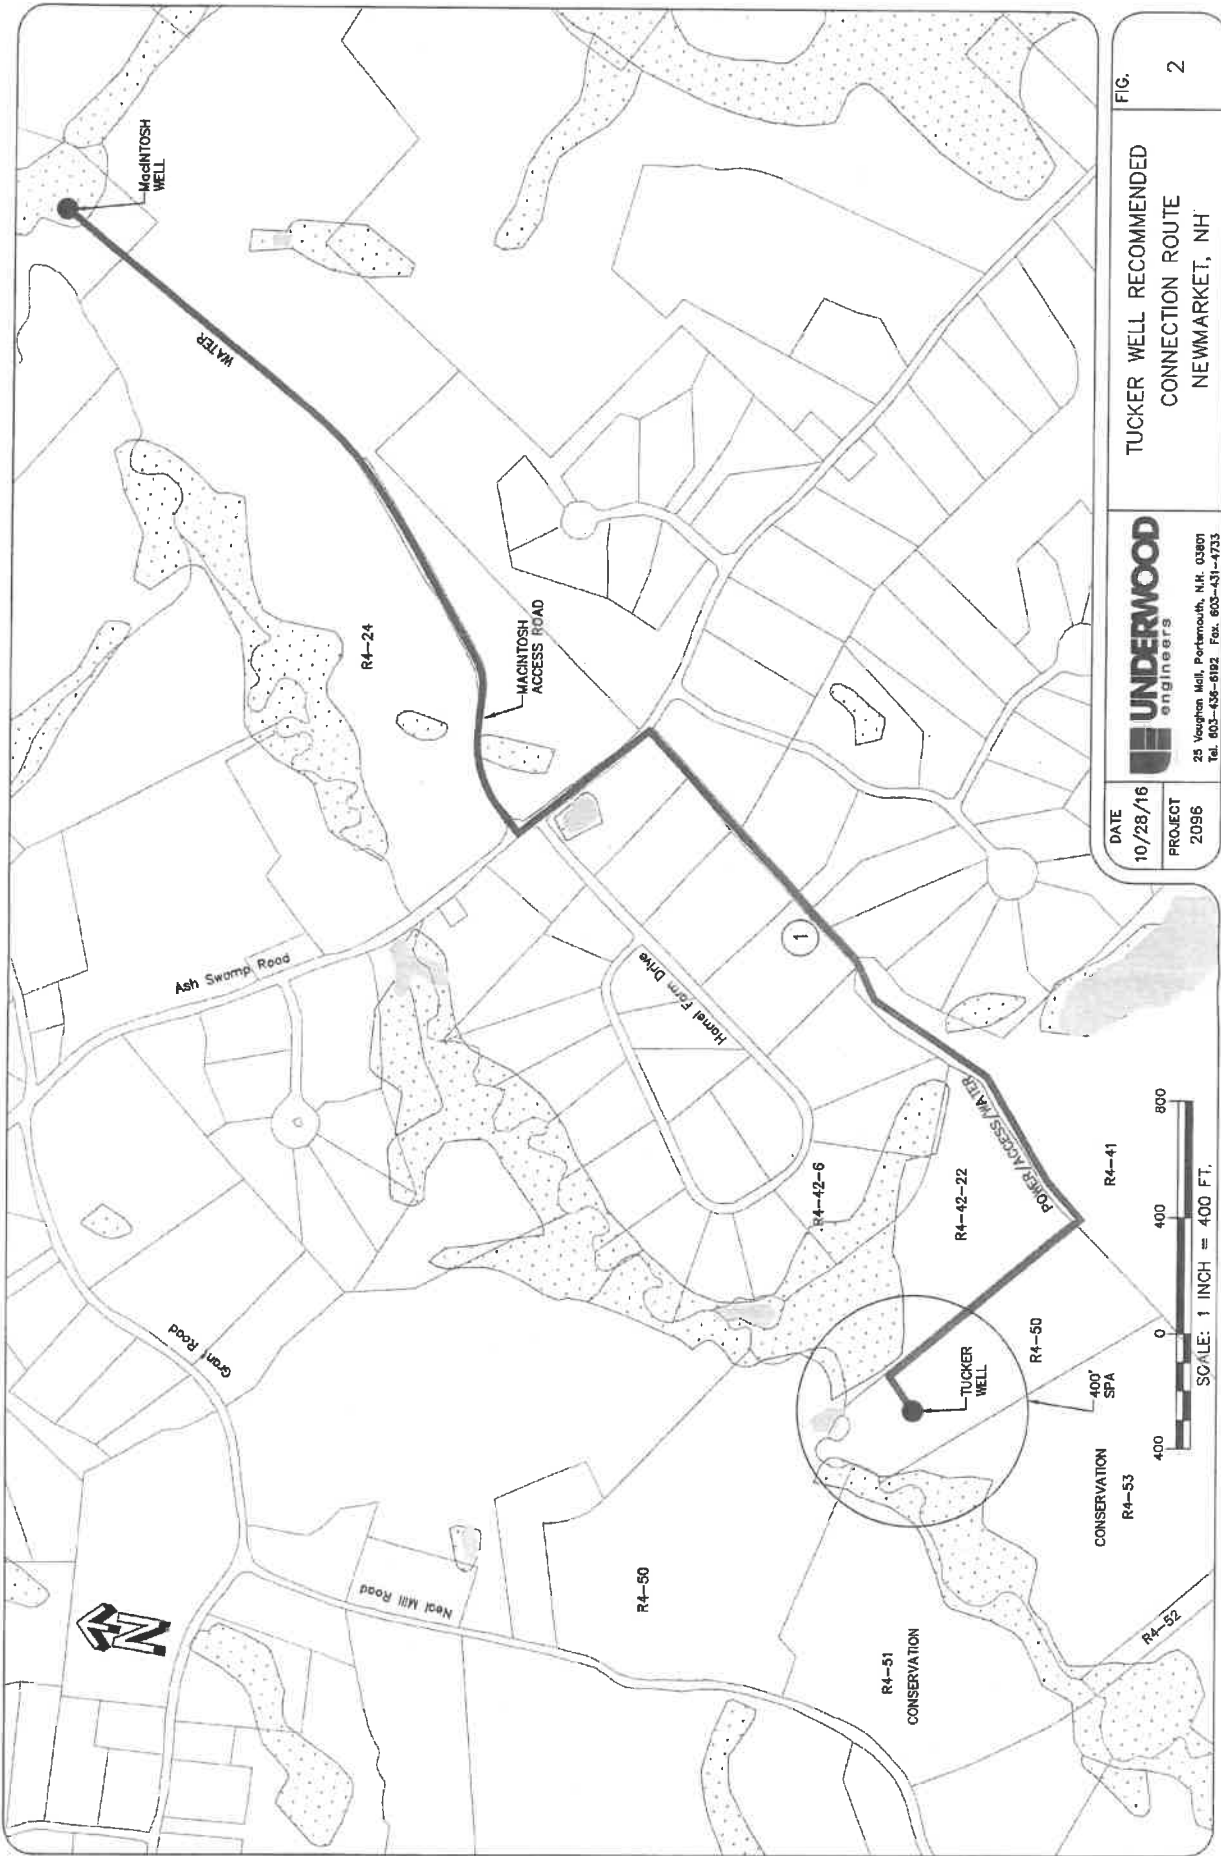 MacINTOSH
WELL
WATER
R4-24
MACINTOSH
ACCESS ROAD
Ash Swamp Road
Hamel Farm Drive
1
Grant Road
Neal Mill Road
R4-42-6
R4-42-22
POWER/ACCESS/WATER
R4-41
R4-50
TUCKER
WELL
400'
SPA
R4-50
CONSERVATION
R4-53
R4-51
CONSERVATION
R4-52
N
400 0 400 800
SCALE: 1 INCH = 400 FT.
DATE
10/28/16
PROJECT
2096
UE UNDERWOOD
engineers
25 Vaughan Mall, Portsmouth, N.H. 03801
Tel. 603-436-6192 Fax. 603-431-4733
TUCKER WELL RECOMMENDED
CONNECTION ROUTE
NEWMARKET, NH
FIG.
2